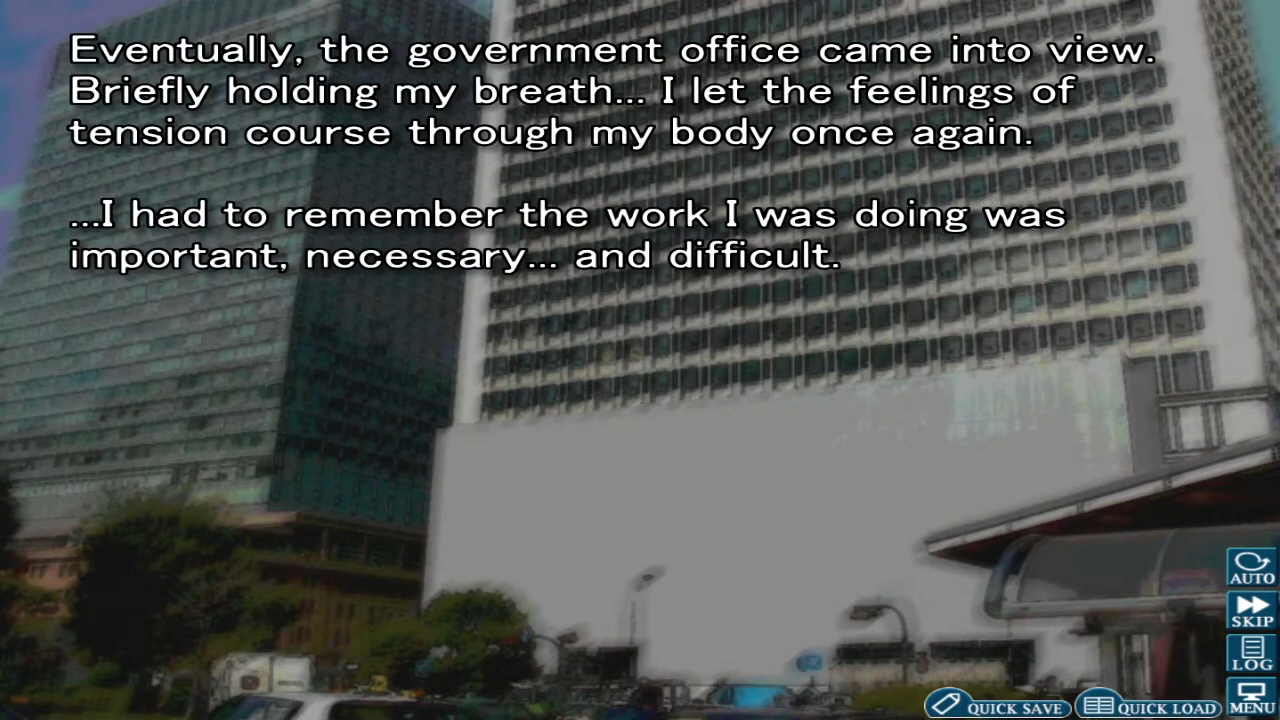 Eventually, the government office came into view.
Briefly holding my breath... I let the feelings of
tension course through my body once again.
...I had to remember the work I was doing was
important, necessary... and difficult.
AUTO
SKIP
LOG
MENU
QUICK SAVE
QUICK LOAD